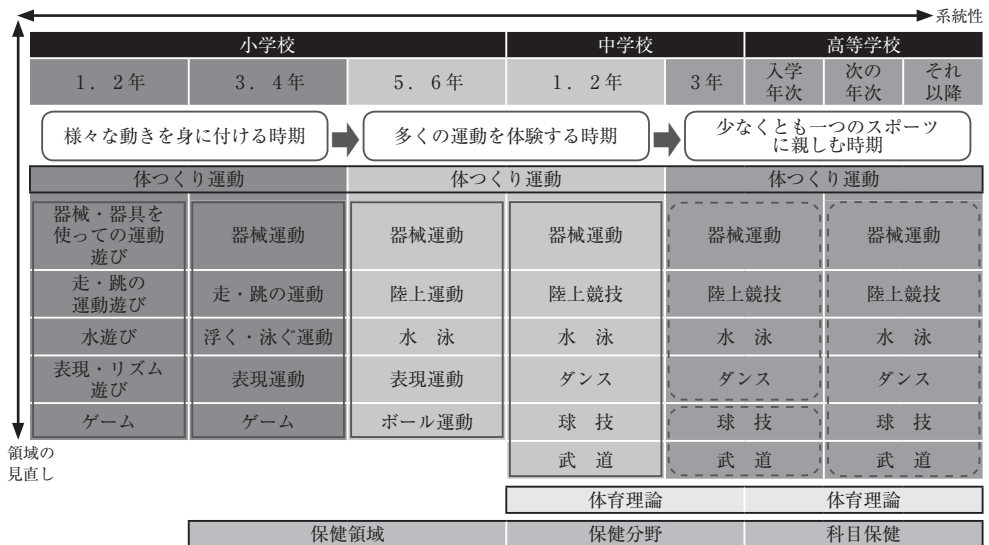 系統性
小学校 中学校 高等学校
1．2年 3．4年 5．6年 1．2年 3年 入学年次 次の年次 それ以降
様々な動きを身に付ける時期 多くの運動を体験する時期 少なくとも一つのスポーツに親しむ時期
体つくり運動 体つくり運動 体つくり運動
器械・器具を使っての運動遊び 器械運動 器械運動 器械運動 器械運動 器械運動
走・跳の運動遊び 走・跳の運動 陸上運動 陸上競技 陸上競技 陸上競技
水遊び 浮く・泳ぐ運動 水　泳 水　泳 水　泳 水　泳
表現・リズム遊び 表現運動 表現運動 ダンス ダンス ダンス
ゲーム ゲーム ボール運動 球　技 球　技 球　技
武　道 武　道 武　道
領域の
見直し
体育理論 体育理論
保健領域 保健分野 科目保健